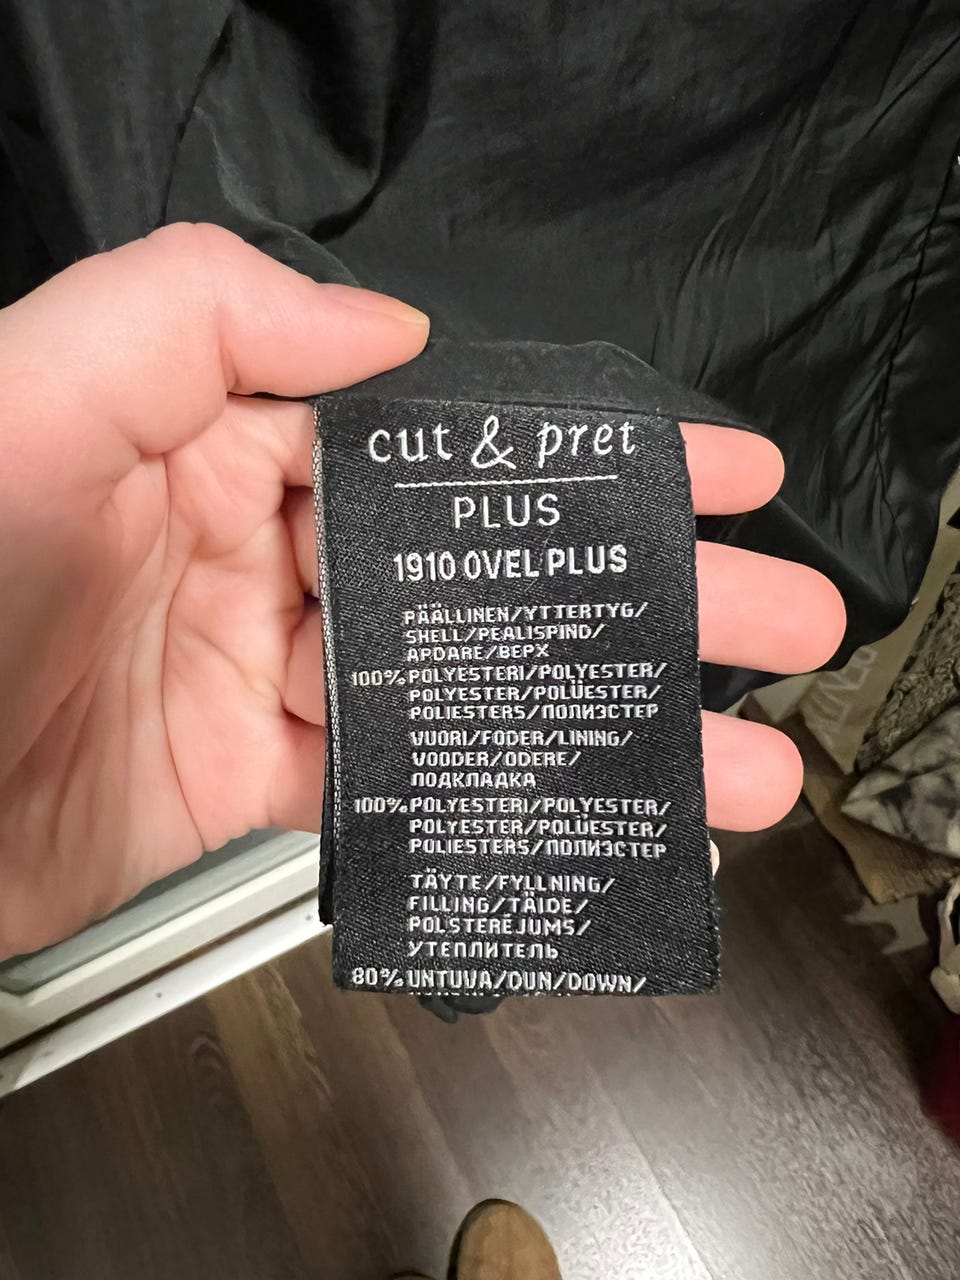 cut & pret
PLUS
1910 OVEL PLUS
PÄÄLLINEN/YTTERTYG/
SHELL/PEALISPIND/
APDARE/ВЕРХ
100% POLYESTERI/POLYESTER/
POLYESTER/POLÜESTER/
POLIESTERS/ПОЛИЭСТЕР
VUORI/FODER/LINING/
VOODER/ODERE/
ПОДКЛАДКА
100% POLYESTERI/POLYESTER/
POLYESTER/POLÜESTER/
POLIESTERS/ПОЛИЭСТЕР
TÄYTE/FYLLNING/
FILLING/TÄIDE/
POLSTERĒJUMS/
УТЕПЛИТЕЛЬ
80% UNTUVA/DUN/DOWN/